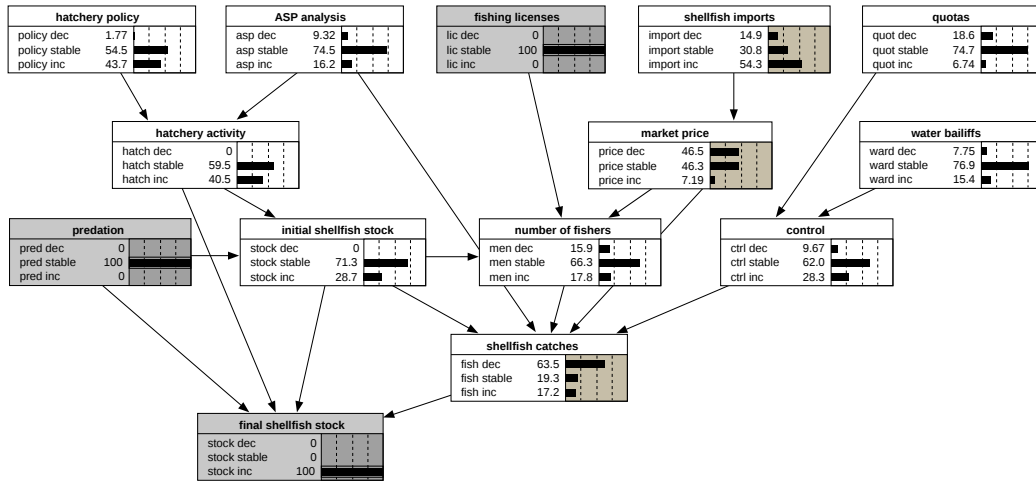 hatchery policy
policy dec 1.77
policy stable 54.5
policy inc 43.7
ASP analysis
asp dec 9.32
asp stable 74.5
asp inc 16.2
fishing licenses
lic dec 0
lic stable 100
lic inc 0
shellfish imports
import dec 14.9
import stable 30.8
import inc 54.3
quotas
quot dec 18.6
quot stable 74.7
quot inc 6.74
hatchery activity
hatch dec 0
hatch stable 59.5
hatch inc 40.5
market price
price dec 46.5
price stable 46.3
price inc 7.19
water bailiffs
ward dec 7.75
ward stable 76.9
ward inc 15.4
predation
pred dec 0
pred stable 100
pred inc 0
initial shellfish stock
stock dec 0
stock stable 71.3
stock inc 28.7
number of fishers
men dec 15.9
men stable 66.3
men inc 17.8
control
ctrl dec 9.67
ctrl stable 62.0
ctrl inc 28.3
shellfish catches
fish dec 63.5
fish stable 19.3
fish inc 17.2
final shellfish stock
stock dec 0
stock stable 0
stock inc 100